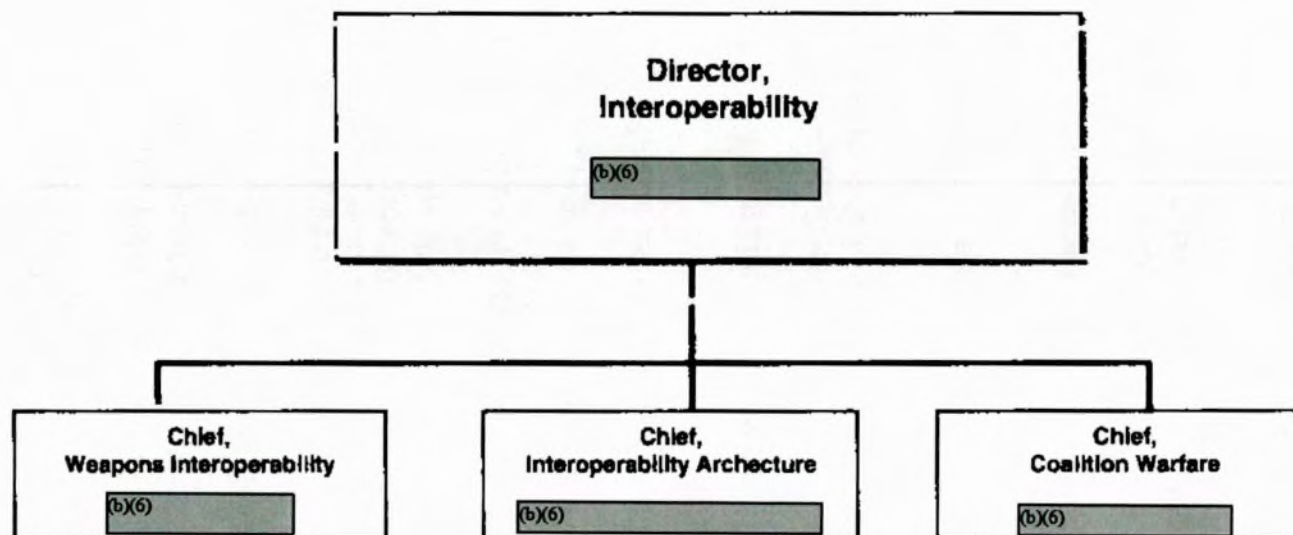 Director,
Interoperability
(b)(6)
Chief,
Weapons Interoperability
(b)(6)
Chief,
Interoperability Archecture
(b)(6)
Chief,
Coalition Warfare
(b)(6)